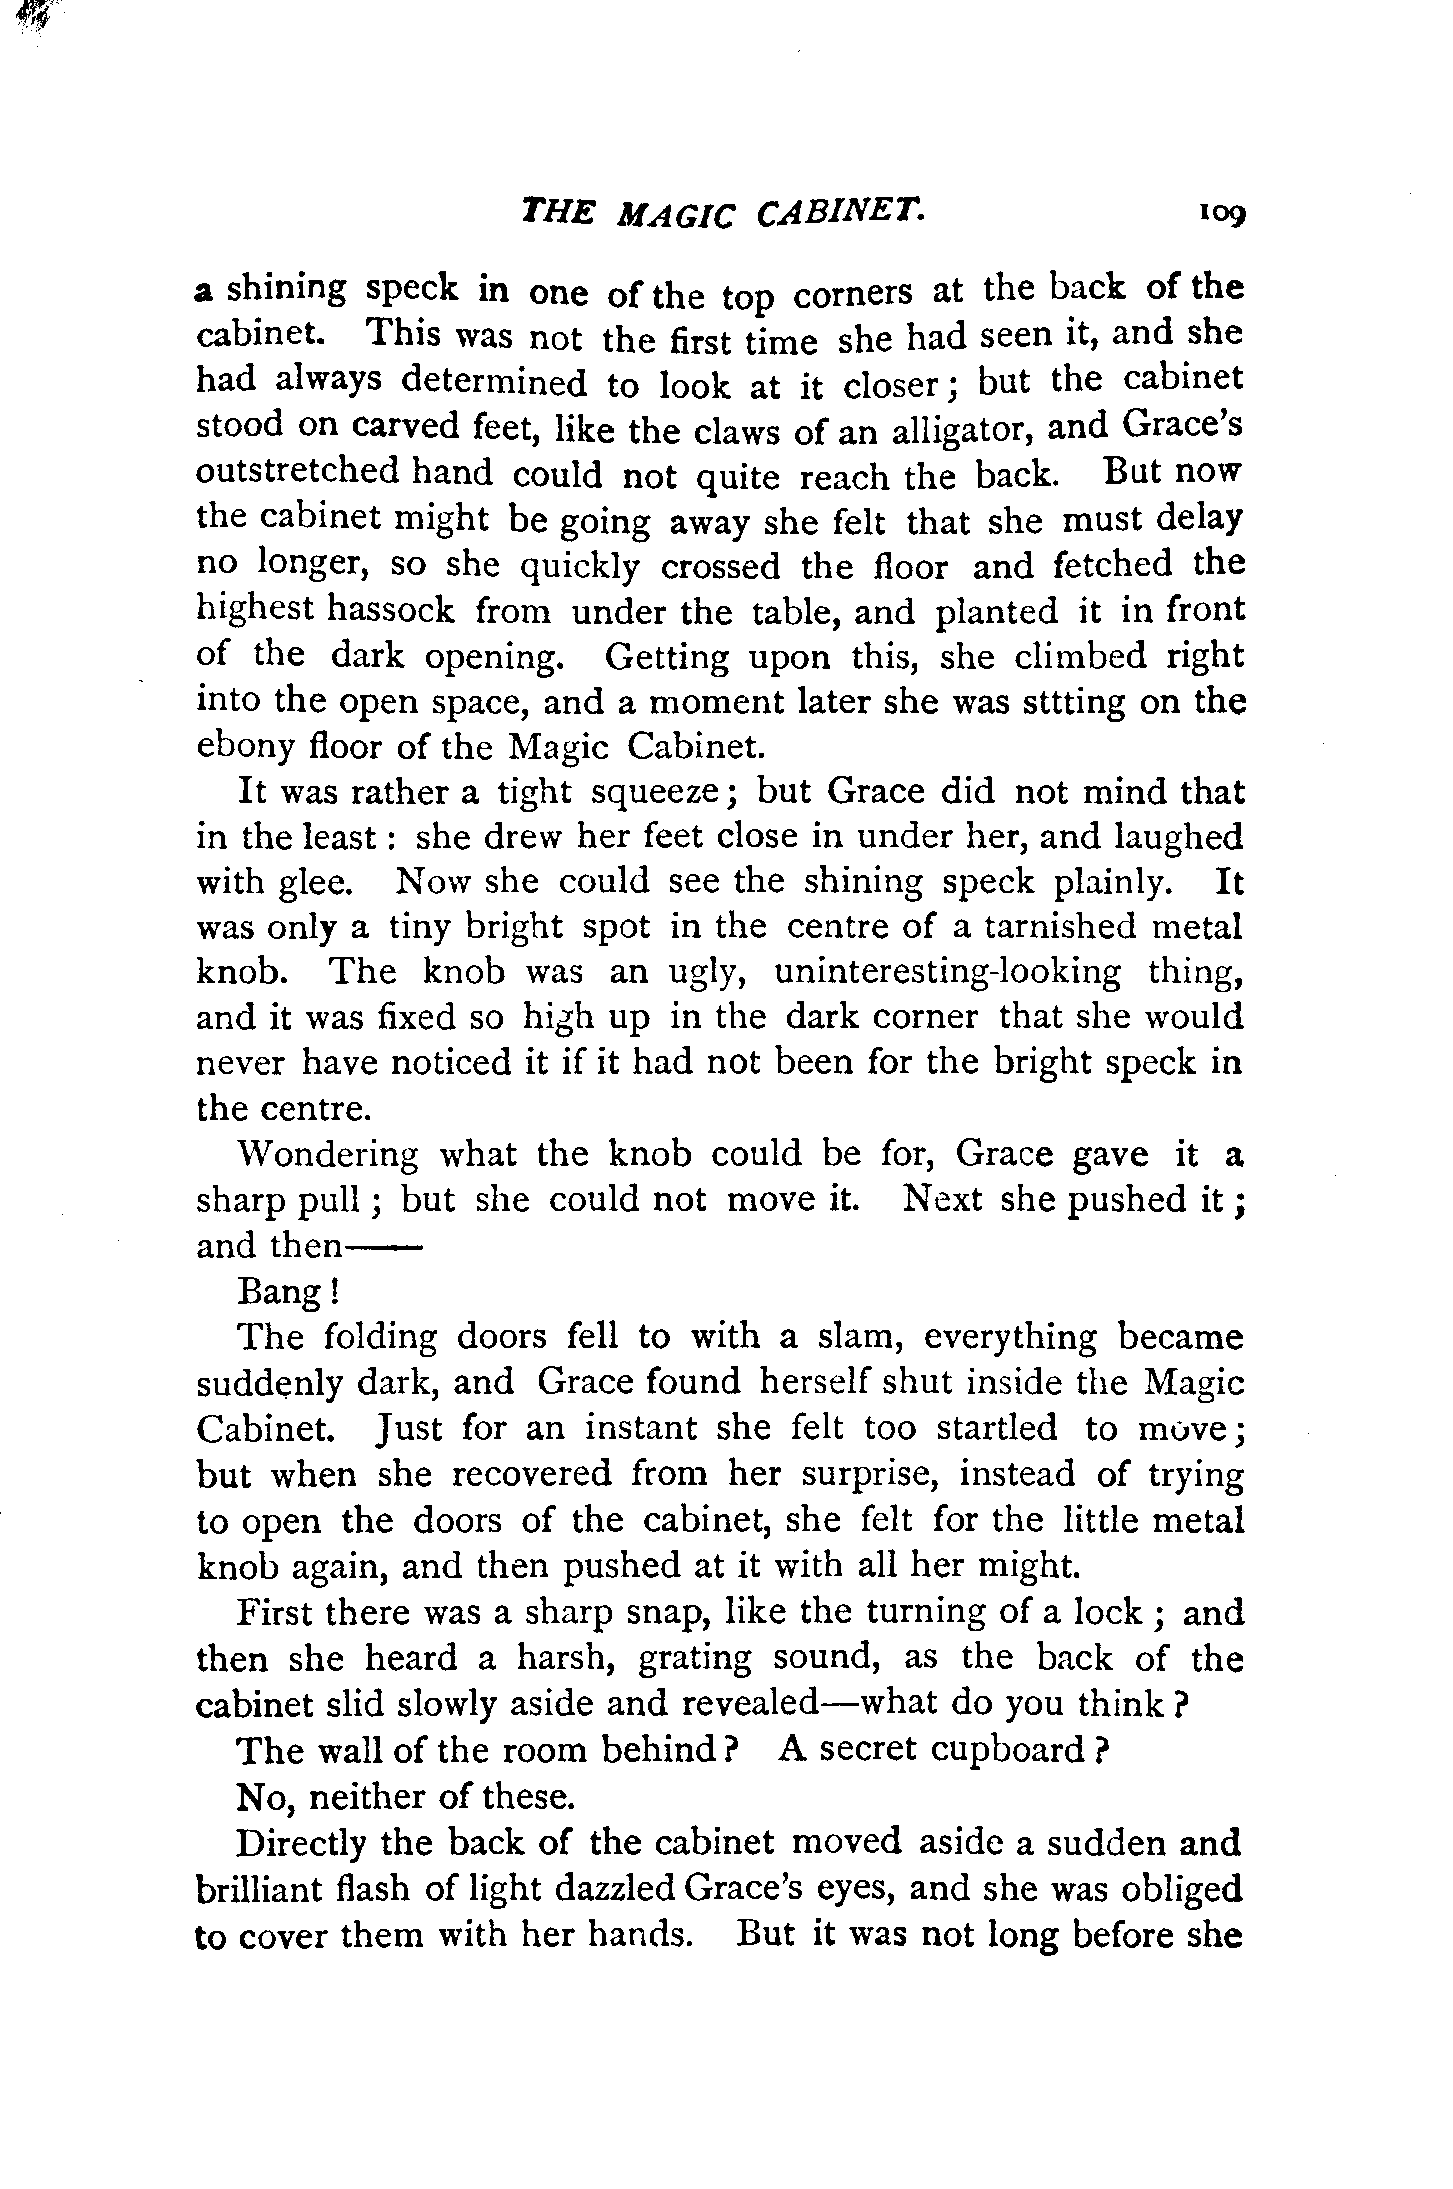 THE MAGIC CABINET. 109
a shining speck in one of the top corners at the back of the
cabinet. This was not the first time she had seen it, and she
had always determined to look at it closer; but the cabinet
stood on carved feet, like the claws of an alligator, and Grace's
outstretched hand could not quite reach the back. But now
the cabinet might be going away she felt that she must delay
no longer, so she quickly crossed the floor and fetched the
highest hassock from under the table, and planted it in front
of the dark opening. Getting upon this, she climbed right
into the open space, and a moment later she was sttting on the
ebony floor of the Magic Cabinet.
It was rather a tight squeeze; but Grace did not mind that
in the least: she drew her feet close in under her, and laughed
with glee. Now she could see the shining speck plainly. It
was only a tiny bright spot in the centre of a tarnished metal
knob. The knob was an ugly, uninteresting-looking thing,
and it was fixed so high up in the dark corner that she would
never have noticed it if it had not been for the bright speck in
the centre.
Wondering what the knob could be for, Grace gave it a
sharp pull; but she could not move it. Next she pushed it;
and then——
Bang!
The folding doors fell to with a slam, everything became
suddenly dark, and Grace found herself shut inside the Magic
Cabinet. Just for an instant she felt too startled to move;
but when she recovered from her surprise, instead of trying
to open the doors of the cabinet, she felt for the little metal
knob again, and then pushed at it with all her might.
First there was a sharp snap, like the turning of a lock; and
then she heard a harsh, grating sound, as the back of the
cabinet slid slowly aside and revealed—what do you think?
The wall of the room behind? A secret cupboard?
No, neither of these.
Directly the back of the cabinet moved aside a sudden and
brilliant flash of light dazzled Grace's eyes, and she was obliged
to cover them with her hands. But it was not long before she